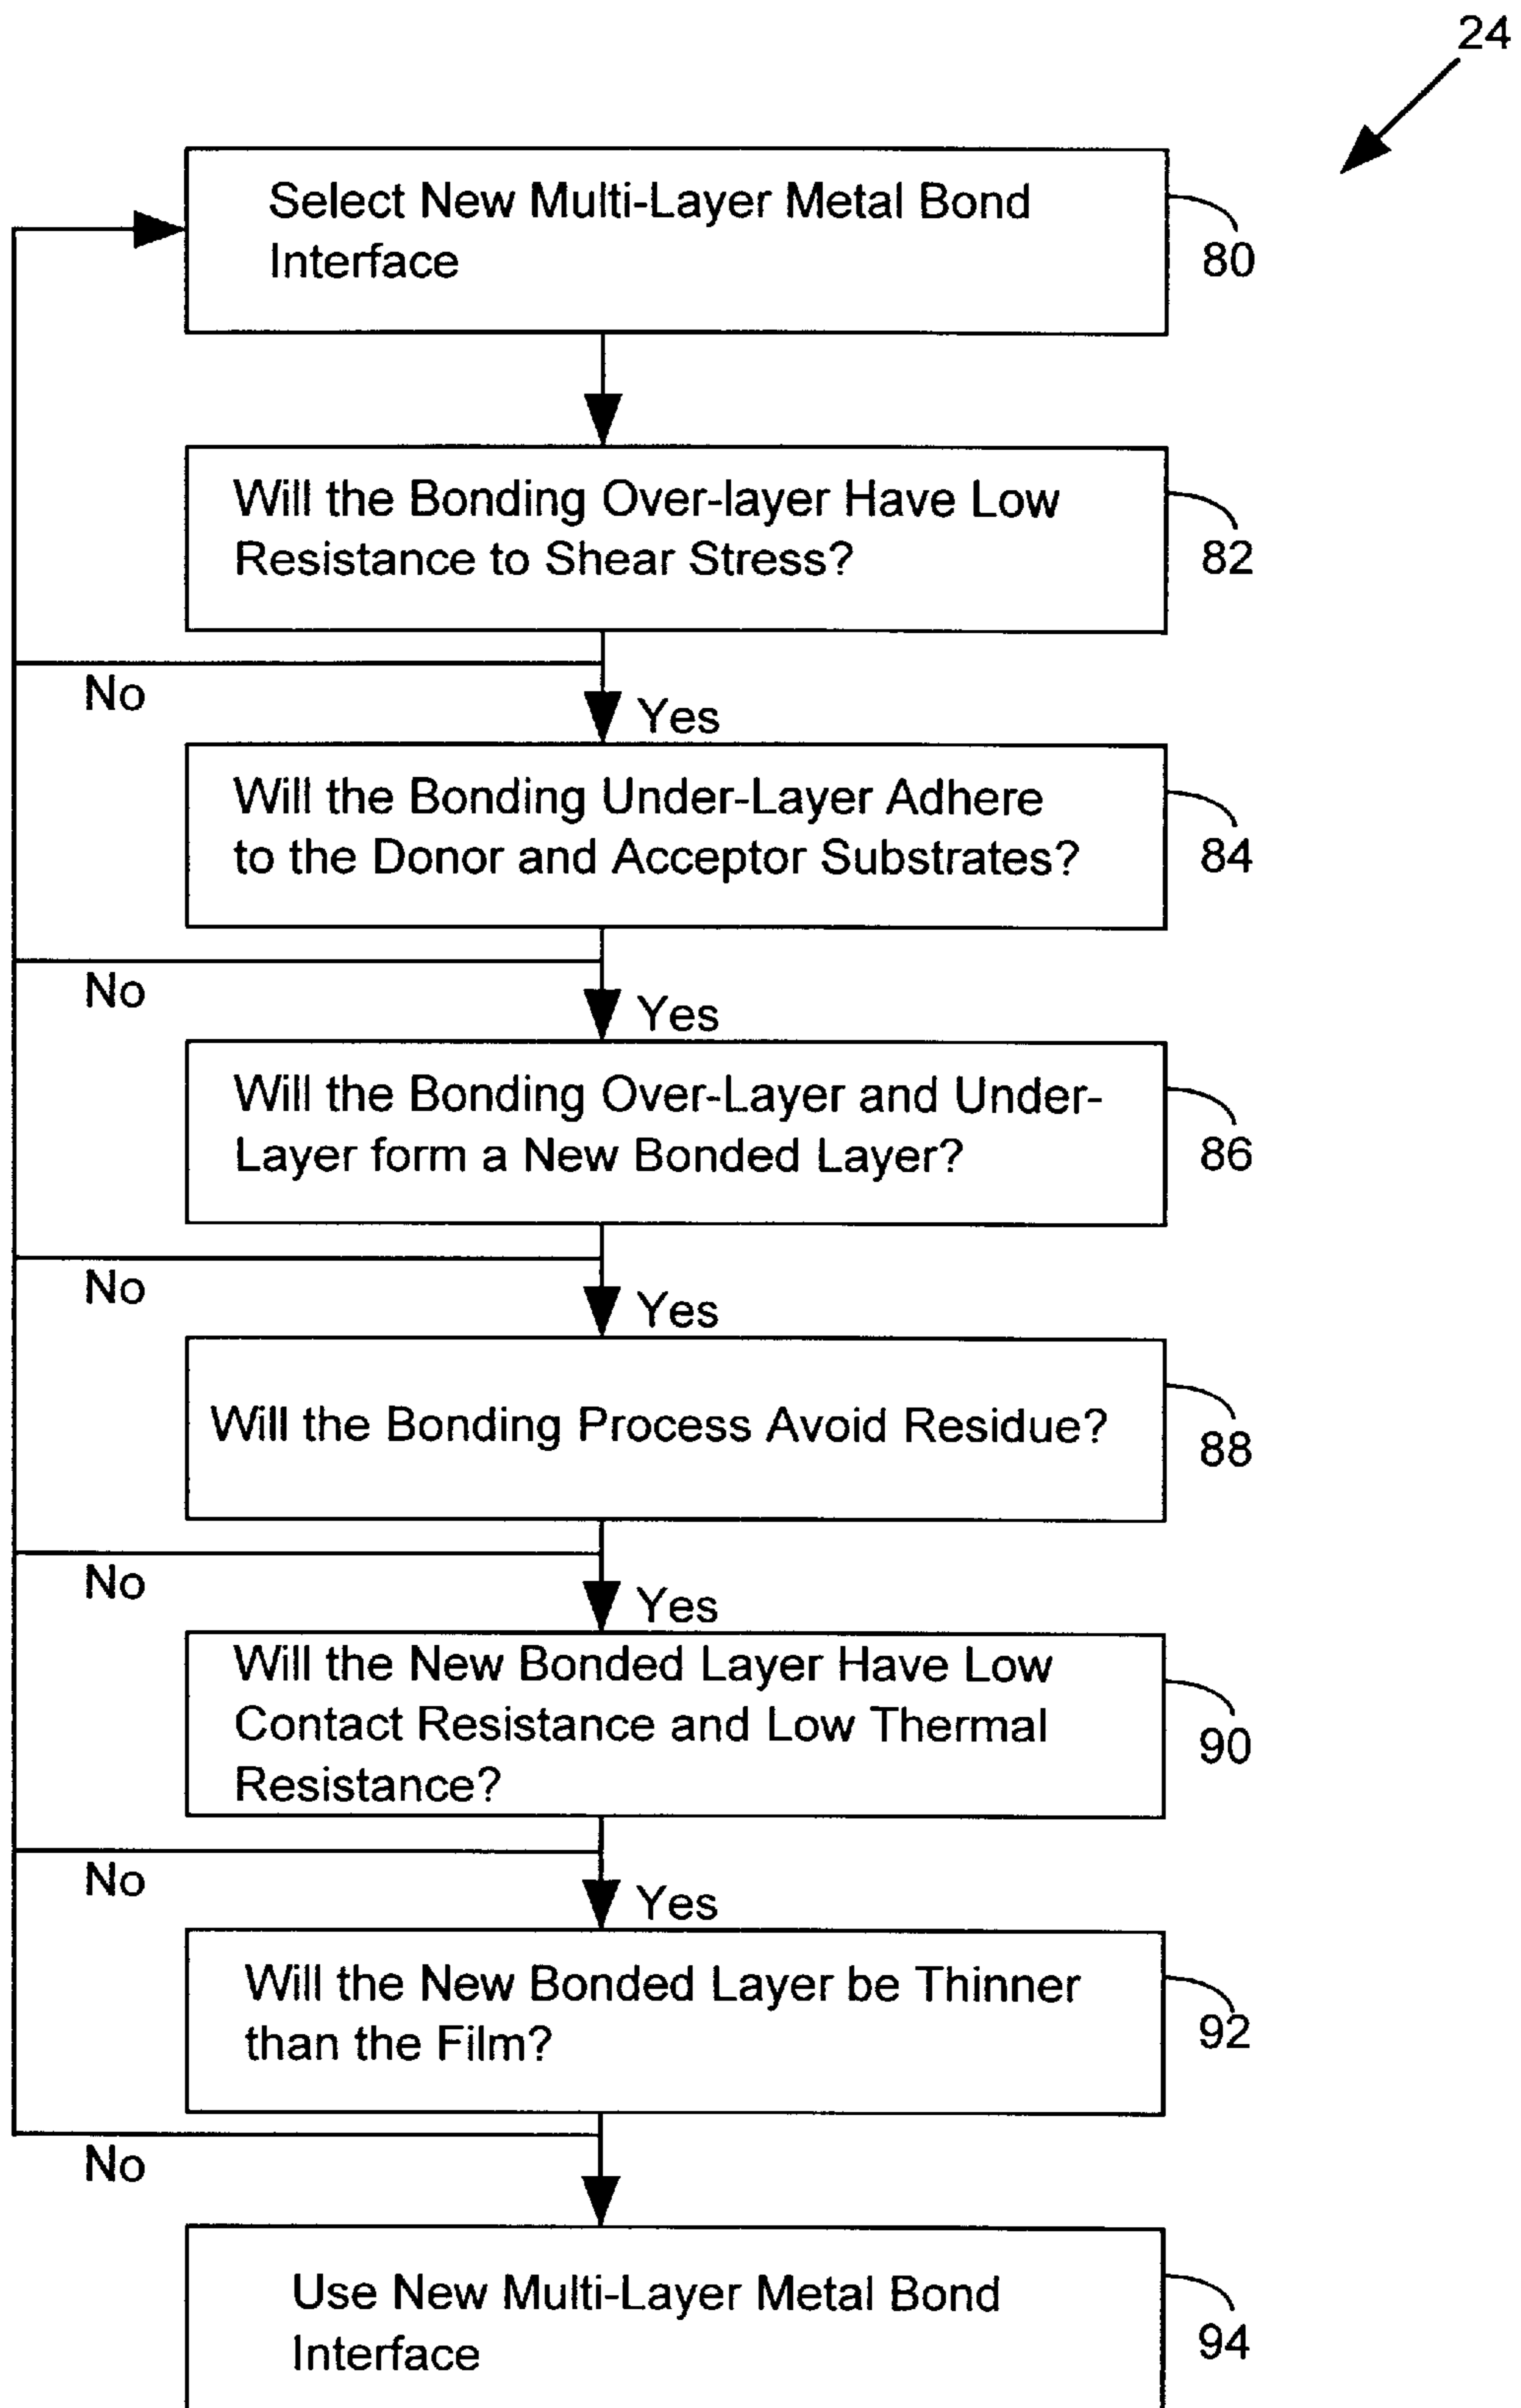 24
Select New Multi-Layer Metal Bond
Interface
80
Will the Bonding Over-layer Have Low
Resistance to Shear Stress?
82
No
Yes
Will the Bonding Under-Layer Adhere
to the Donor and Acceptor Substrates?
84
No
Yes
Will the Bonding Over-Layer and Under-
Layer form a New Bonded Layer?
86
No
Yes
Will the Bonding Process Avoid Residue?
88
No
Yes
Will the New Bonded Layer Have Low
Contact Resistance and Low Thermal
Resistance?
90
No
Yes
Will the New Bonded Layer be Thinner
than the Film?
92
No
Use New Multi-Layer Metal Bond
Interface
94